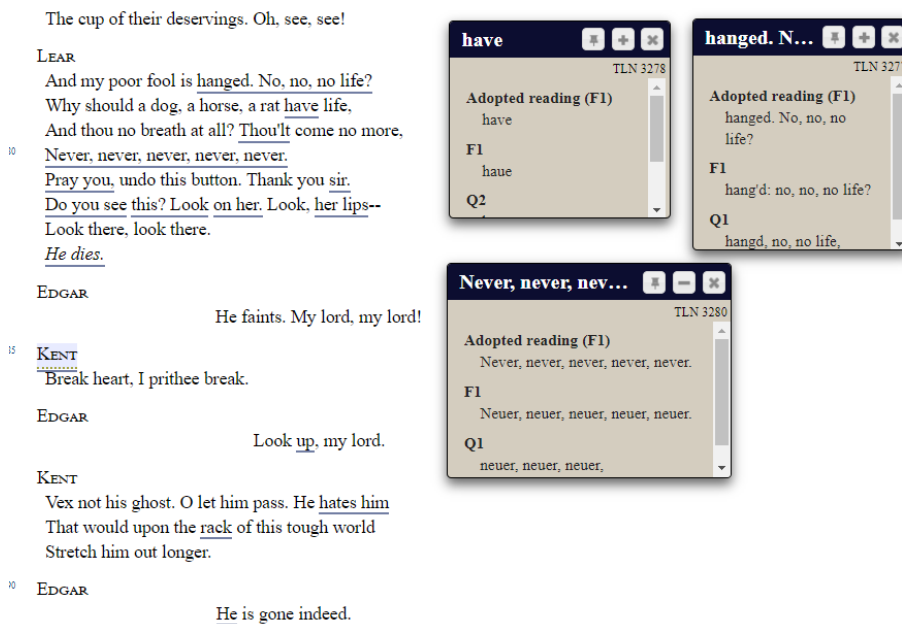 The cup of their deservings. Oh, see, see!
LEAR
And my poor fool is hanged. No, no, no life?
Why should a dog, a horse, a rat have life,
And thou no breath at all? Thou'lt come no more,
Never, never, never, never, never.
Pray you, undo this button. Thank you sir.
Do you see this? Look on her. Look, her lips--
Look there, look there.
He dies.
EDGAR
He faints. My lord, my lord!
KENT
Break heart, I prithee break.
EDGAR
Look up, my lord.
KENT
Vex not his ghost. O let him pass. He hates him
That would upon the rack of this tough world
Stretch him out longer.
EDGAR
He is gone indeed.
have
TLN 3278
Adopted reading (F1)
have
F1
haue
Q2
hanged. N...
TLN 327
Adopted reading (F1)
hanged. No, no, no
life?
F1
hang'd: no, no, no life?
Q1
hangd, no, no life,
Never, never, nev...
TLN 3280
Adopted reading (F1)
Never, never, never, never, never.
F1
Neuer, neuer, neuer, neuer, neuer.
Q1
neuer, neuer, neuer,